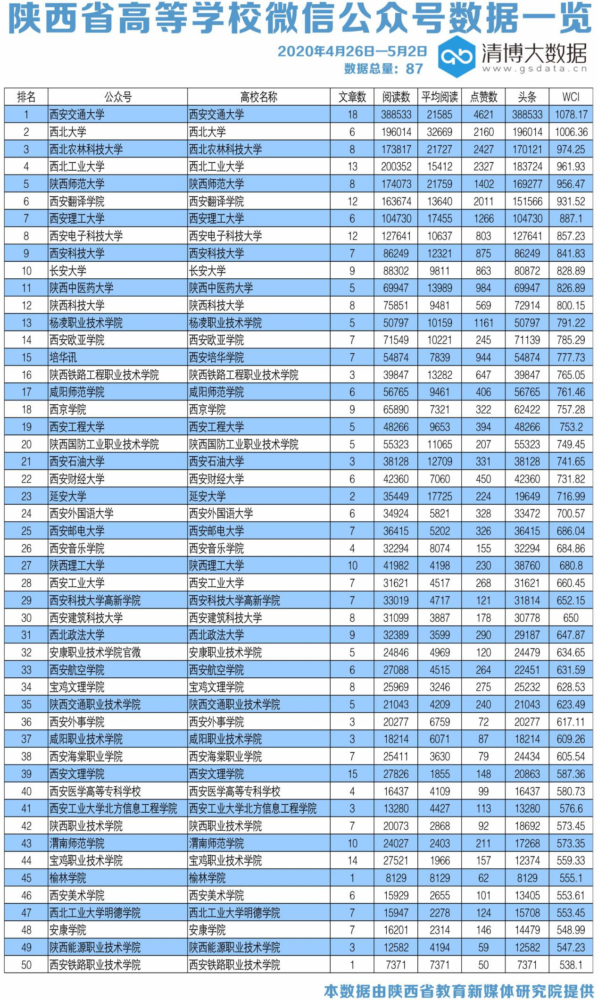 陕西省高等学校微信公众号数据一览
2020年4月26日—5月2日
数据总量：87
清博大数据
www.gsdata.cn
排名 公众号 高校名称 文章数 阅读数 平均阅读 点赞数 头条 WCI
1 西安交通大学 西安交通大学 18 388533 21585 4621 388533 1078.17
2 西北大学 西北大学 6 196014 32669 2160 196014 1006.36
3 西北农林科技大学 西北农林科技大学 8 173817 21727 2427 170121 974.25
4 西北工业大学 西北工业大学 13 200352 15412 2327 183724 961.93
5 陕西师范大学 陕西师范大学 8 174073 21759 1402 169277 956.47
6 西安翻译学院 西安翻译学院 12 163674 13640 2011 151566 931.52
7 西安理工大学 西安理工大学 6 104730 17455 1266 104730 887.1
8 西安电子科技大学 西安电子科技大学 12 127641 10637 803 127641 857.23
9 西安科技大学 西安科技大学 7 86249 12321 875 86249 841.83
10 长安大学 长安大学 9 88302 9811 863 80872 828.89
11 陕西中医药大学 陕西中医药大学 5 69947 13989 984 69947 826.89
12 陕西科技大学 陕西科技大学 8 75851 9481 569 72914 800.15
13 杨凌职业技术学院 杨凌职业技术学院 5 50797 10159 1161 50797 791.22
14 西安欧亚学院 西安欧亚学院 7 71549 10221 245 71139 785.29
15 培华讯 西安培华学院 7 54874 7839 944 54874 777.73
16 陕西铁路工程职业技术学院 陕西铁路工程职业技术学院 3 39847 13282 647 39847 765.05
17 咸阳师范学院 咸阳师范学院 6 56765 9461 406 56765 761.46
18 西京学院 西京学院 9 65890 7321 322 62422 757.28
19 西安工程大学 西安工程大学 5 48266 9653 394 48266 753.2
20 陕西国防工业职业技术学院 陕西国防工业职业技术学院 5 55323 11065 207 55323 749.45
21 西安石油大学 西安石油大学 3 38128 12709 331 38128 741.65
22 西安财经大学 西安财经大学 6 42360 7060 450 42360 731.82
23 延安大学 延安大学 2 35449 17725 224 19649 716.99
24 西安外国语大学 西安外国语大学 6 34924 5821 328 33472 700.57
25 西安邮电大学 西安邮电大学 7 36415 5202 326 36415 686.04
26 西安音乐学院 西安音乐学院 4 32294 8074 155 32294 684.86
27 陕西理工大学 陕西理工大学 10 41982 4198 230 38760 680.8
28 西安工业大学 西安工业大学 7 31621 4517 268 31621 660.45
29 西安科技大学高新学院 西安科技大学高新学院 7 33019 4717 121 31814 652.15
30 西安建筑科技大学 西安建筑科技大学 8 31099 3887 178 30778 650
31 西北政法大学 西北政法大学 9 32389 3599 290 29187 647.87
32 安康职业技术学院官微 安康职业技术学院 5 24846 4969 120 24479 634.65
33 西安航空学院 西安航空学院 6 27088 4515 264 22451 631.59
34 宝鸡文理学院 宝鸡文理学院 8 25969 3246 275 25232 628.53
35 陕西交通职业技术学院 陕西交通职业技术学院 5 21043 4209 240 21043 623.49
36 西安外事学院 西安外事学院 3 20277 6759 72 20277 617.11
37 咸阳职业技术学院 咸阳职业技术学院 3 18214 6071 87 18214 609.26
38 西安海棠职业学院 西安海棠职业学院 7 25411 3630 79 24434 605.54
39 西安文理学院 西安文理学院 15 27826 1855 148 20863 587.36
40 西安医学高等专科学校 西安医学高等专科学校 4 16437 4109 99 16437 580.73
41 西安工业大学北方信息工程学院 西安工业大学北方信息工程学院 3 13280 4427 113 13280 576.6
42 陕西职业技术学院 陕西职业技术学院 7 20073 2868 92 18692 573.45
43 渭南师范学院 渭南师范学院 10 24027 2403 211 17268 573.35
44 宝鸡职业技术学院 宝鸡职业技术学院 14 27521 1966 157 12374 559.33
45 榆林学院 榆林学院 1 8129 8129 62 8129 555.1
46 西安美术学院 西安美术学院 6 15929 2655 101 13405 553.61
47 西北工业大学明德学院 西北工业大学明德学院 7 15947 2278 124 15708 553.45
48 安康学院 安康学院 7 16201 2314 146 14479 548.99
49 陕西能源职业技术学院 陕西能源职业技术学院 3 12582 4194 59 12582 547.23
50 西安铁路职业技术学院 西安铁路职业技术学院 1 7371 7371 50 7371 538.1
本数据由陕西省教育新媒体研究院提供